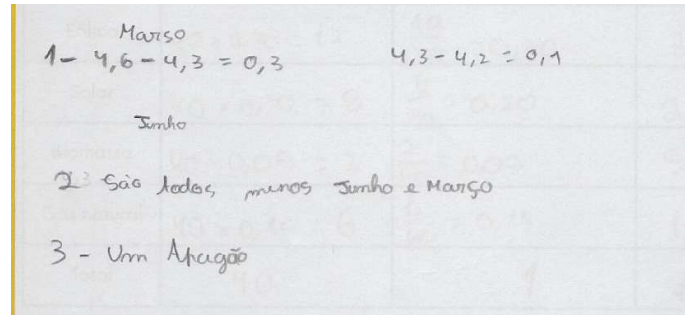 Marso
1- 4,6 - 4,3 = 0,3 4,3 - 4,2 = 0,1
Junho
2 São todos menos Junho e Março
3 - Um Apagão